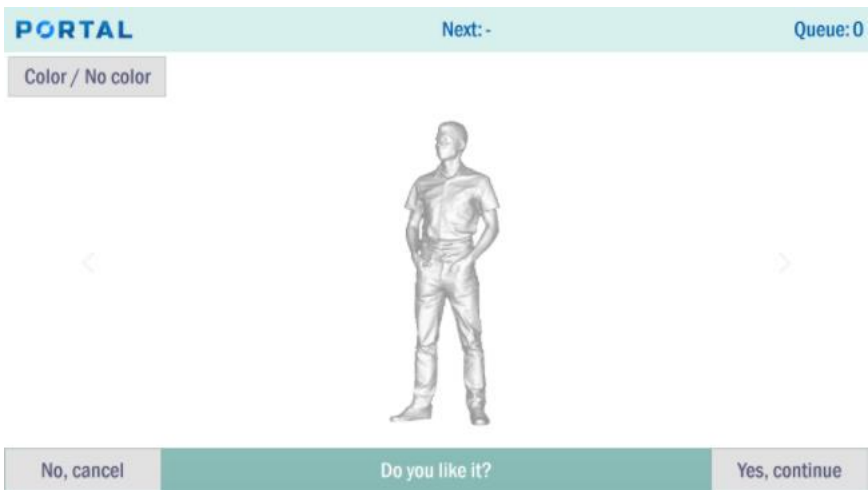 PORTAL
Next: -
Queue: 0
Color / No color
No, cancel
Do you like it?
Yes, continue